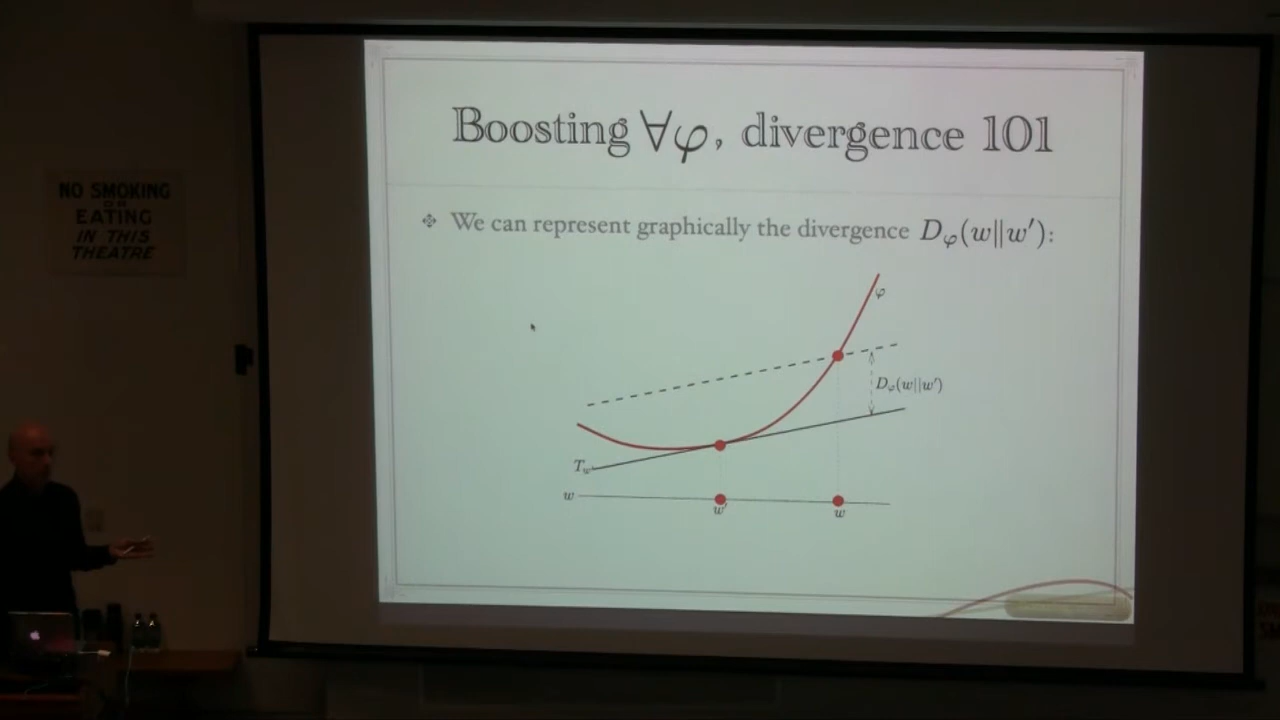 NO SMOKING
OR
EATING
IN THIS
THEATRE
Boosting ∀φ, divergence 101
We can represent graphically the divergence D_φ(w||w′):
φ
D_φ(w||w′)
T_w′
w
w′
w